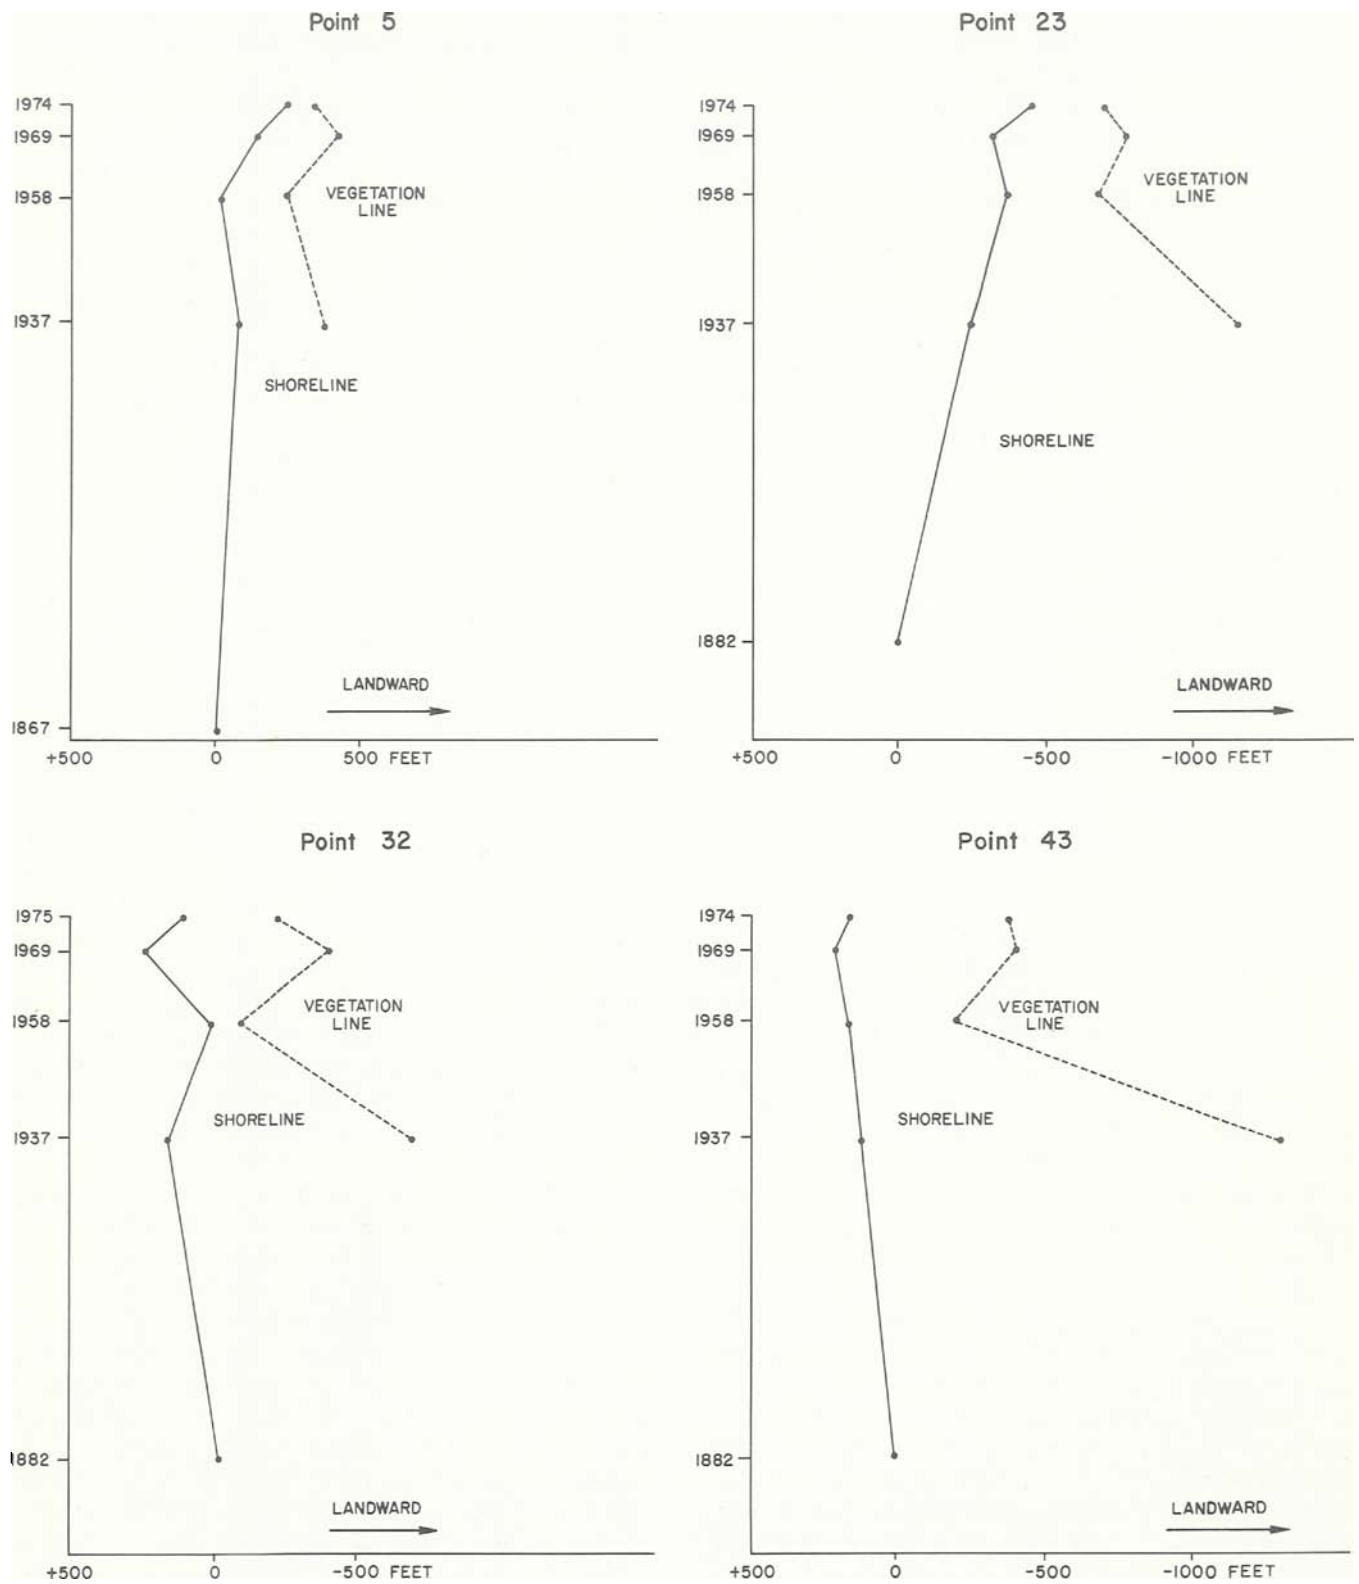 Point 5
1974
1969
1958
1937
1867
VEGETATION
LINE
SHORELINE
LANDWARD
+500 0 500 FEET
Point 23
1974
1969
1958
1937
1882
VEGETATION
LINE
SHORELINE
LANDWARD
+500 0 -500 -1000 FEET
Point 32
1975
1969
1958
1937
1882
VEGETATION
LINE
SHORELINE
LANDWARD
+500 0 -500 FEET
Point 43
1974
1969
1958
1937
1882
VEGETATION
LINE
SHORELINE
LANDWARD
+500 0 -500 -1000 FEET